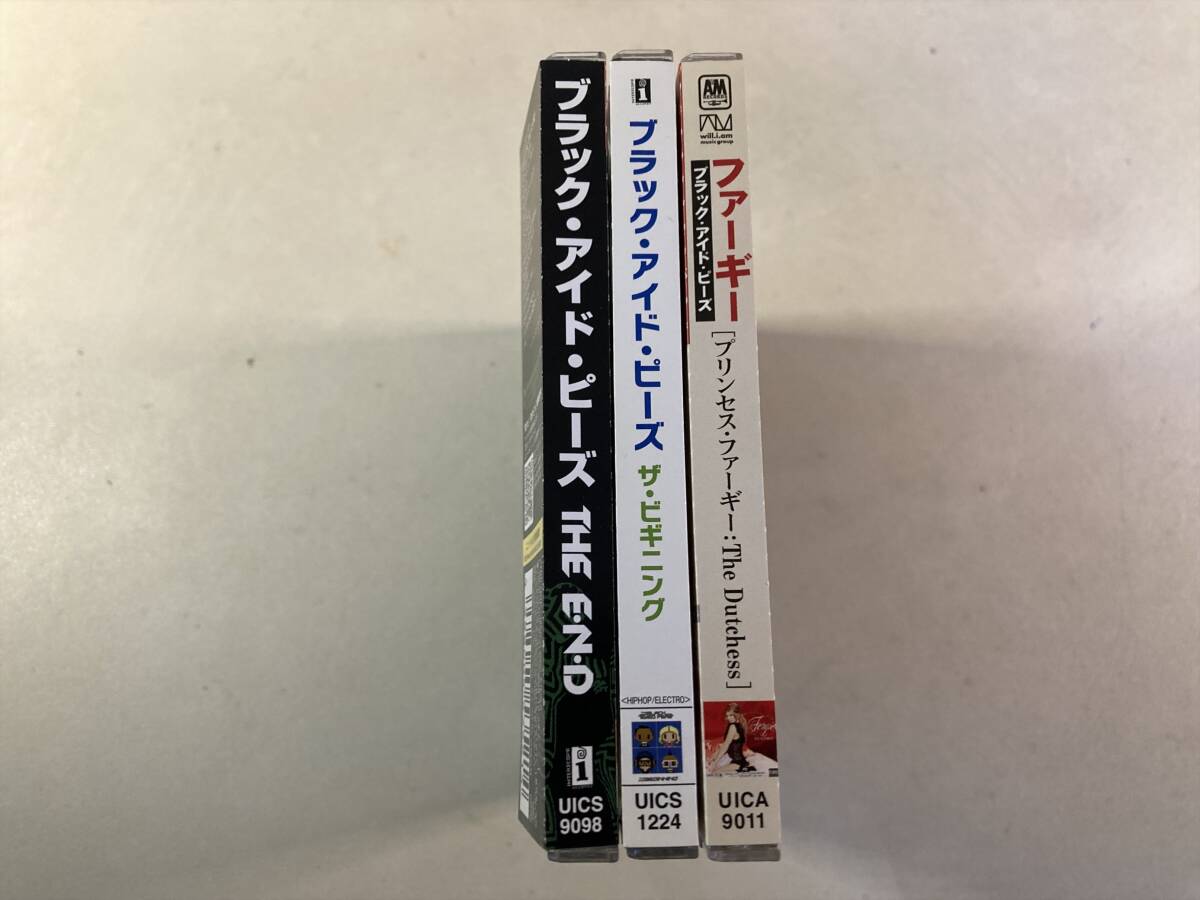 ブラック・アイド・ピーズ THE E.N.D
i
UICS
9098
i
ブラック・アイド・ピーズ ザ・ビギニング
<HIPHOP/ELECTRO>
UICS
1224
A&M
RECORDS
will.i.am
music group
ファーギー
ブラック・アイド・ピーズ
[プリンセス・ファーギー:The Dutchess]
Fergie
UICA
9011